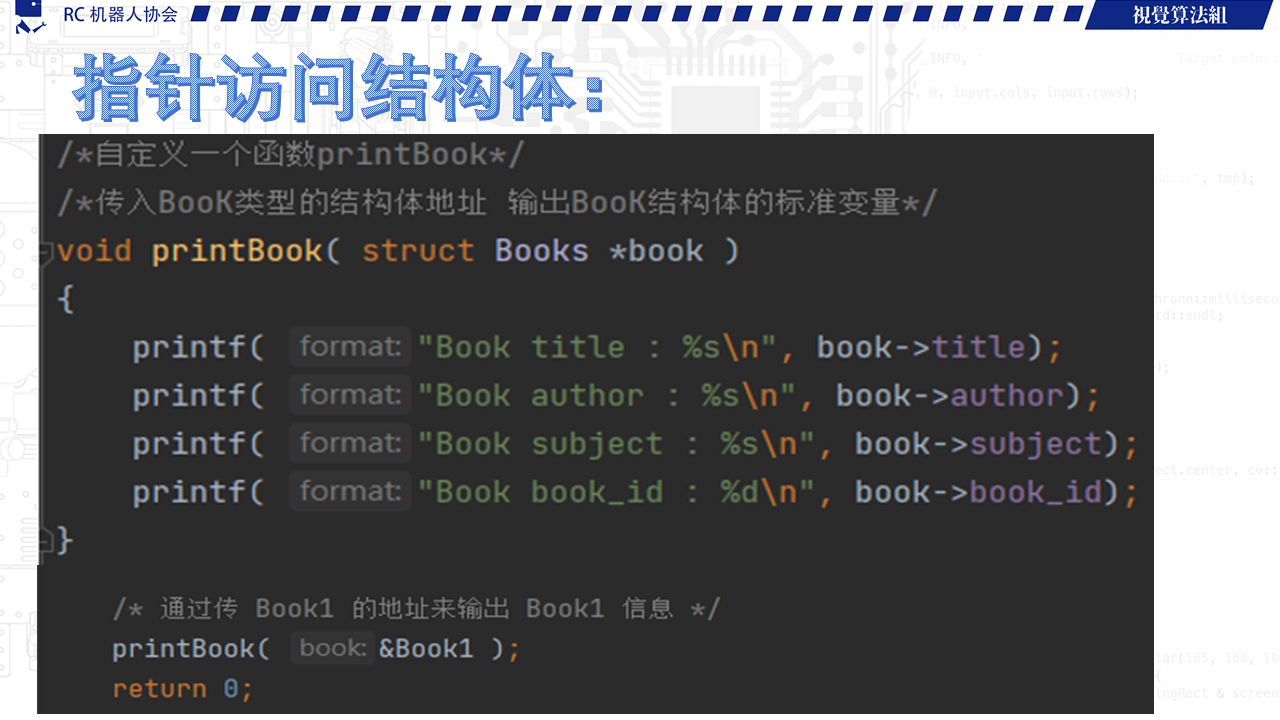 RC 机器人协会
視覺算法組
指针访问结构体：
/*自定义一个函数printBook*/
/*传入BooK类型的结构体地址 输出BooK结构体的标准变量*/
void printBook( struct Books *book )
{
printf( format: "Book title : %s\n", book->title);
printf( format: "Book author : %s\n", book->author);
printf( format: "Book subject : %s\n", book->subject);
printf( format: "Book book_id : %d\n", book->book_id);
}
/* 通过传 Book1 的地址来输出 Book1 信息 */
printBook( book: &Book1 );
return 0;
INFO,
_INFO,
Target color:
, 0, input.cols, input.rows);
", tmp);
hrono::milliseco
td::endl;
);
ect.center, cv::
lar(165, 180, 18
{
ingRect & screen